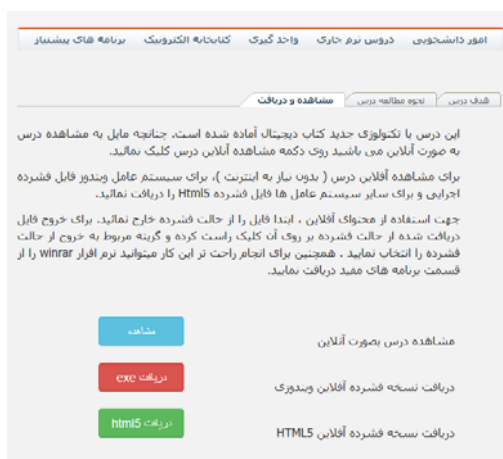 امور دانشجویی دروس ترم جاری واحد گیری کتابخانه الکترونیک برنامه های پیشنیاز
هدف درس نحوه مطالعه درس مشاهده و دریافت
این درس با تکنولوژی جدید کتاب دیجیتال آماده شده است. چنانچه مایل به مشاهده درس
به صورت آنلاین می باشید روی دکمه مشاهده آنلاین درس کلیک نمائید.
برای مشاهده آفلاین درس ( بدون نیاز به اینترنت )، برای سیستم عامل ویندوز فایل فشرده
اجرایی و برای سایر سیستم عامل ها فایل فشرده Html5 را دریافت نمائید.
جهت استفاده از محتوای آفلاین ، ابتدا فایل را از حالت فشرده خارج نمائید. برای خروج فایل
دریافت شده از حالت فشرده بر روی آن کلیک راست کرده و گزینه مربوط به خروج از حالت
فشرده را انتخاب نمایید ، همچنین برای انجام راحت تر این کار میتوانید نرم افزار winrar را از
قسمت برنامه های مفید دریافت نمایید.
مشاهده درس بصورت آنلاین مشاهده
دریافت نسخه فشرده آفلاین ویندوزی دریافت exe
دریافت نسخه فشرده آفلاین HTML5 دریافت html5